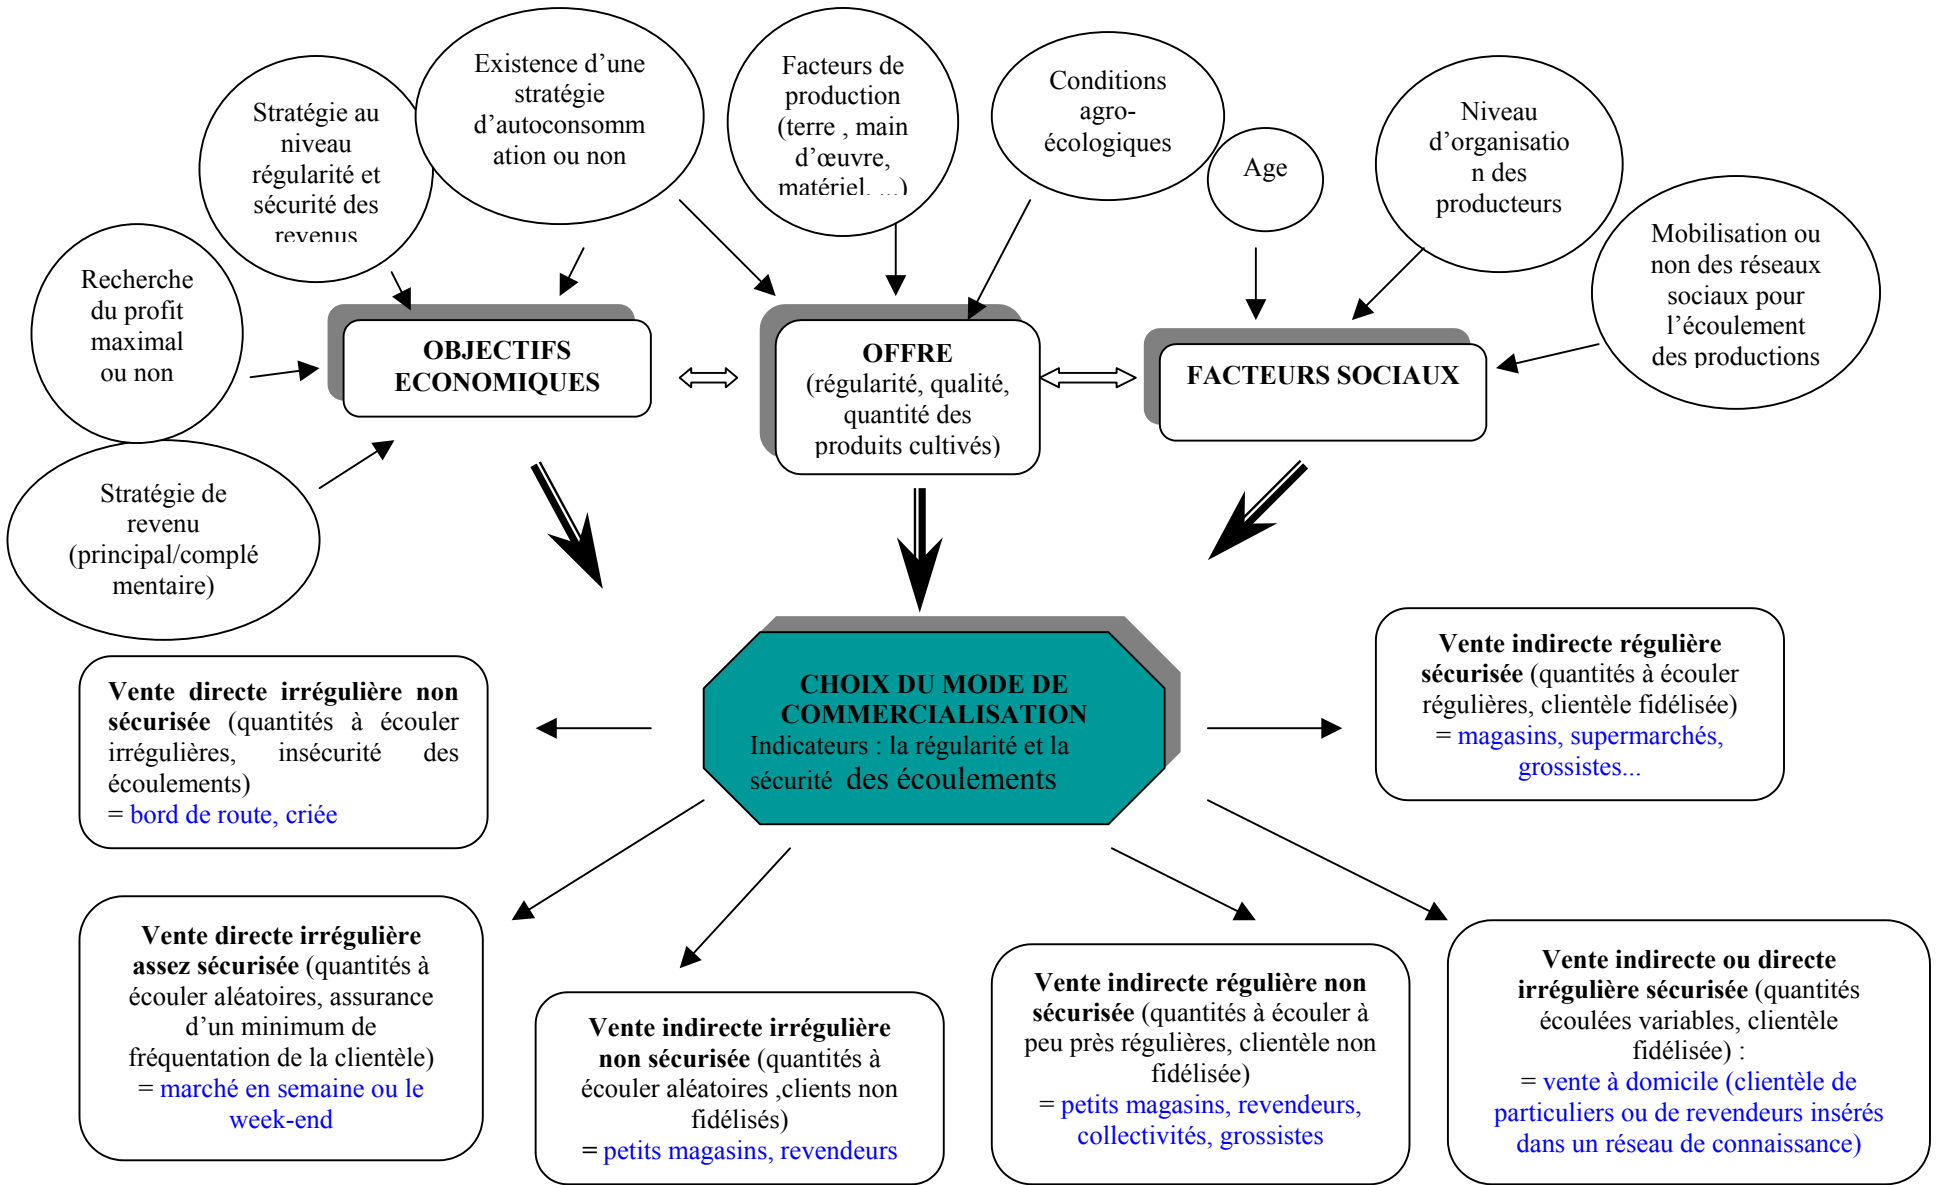 Existence d’une
stratégie
d’autoconsomm
ation ou non
Facteurs de
production
(terre , main
d’œuvre,
matériel, ...)
Conditions
agro-
écologiques
Stratégie au
niveau
régularité et
sécurité des
revenus
Age
Niveau
d’organisatio
n des
producteurs
Mobilisation ou
non des réseaux
sociaux pour
l’écoulement
des productions
Recherche
du profit
maximal
ou non
Stratégie de
revenu
(principal/complé
mentaire)
OBJECTIFS
ECONOMIQUES
OFFRE
(régularité, qualité,
quantité des
produits cultivés)
FACTEURS SOCIAUX
CHOIX DU MODE DE
COMMERCIALISATION
Indicateurs : la régularité et la
sécurité des écoulements
Vente directe irrégulière non
sécurisée (quantités à écouler
irrégulières, insécurité des
écoulements)
= bord de route, criée
Vente indirecte régulière
sécurisée (quantités à écouler
régulières, clientèle fidélisée)
= magasins, supermarchés,
grossistes...
Vente directe irrégulière
assez sécurisée (quantités à
écouler aléatoires, assurance
d’un minimum de
fréquentation de la clientèle)
= marché en semaine ou le
week-end
Vente indirecte irrégulière
non sécurisée (quantités à
écouler aléatoires ,clients non
fidélisés)
= petits magasins, revendeurs
Vente indirecte régulière non
sécurisée (quantités à écouler à
peu près régulières, clientèle non
fidélisée)
= petits magasins, revendeurs,
collectivités, grossistes
Vente indirecte ou directe
irrégulière sécurisée (quantités
écoulées variables, clientèle
fidélisée) :
= vente à domicile (clientèle de
particuliers ou de revendeurs insérés
dans un réseau de connaissance)